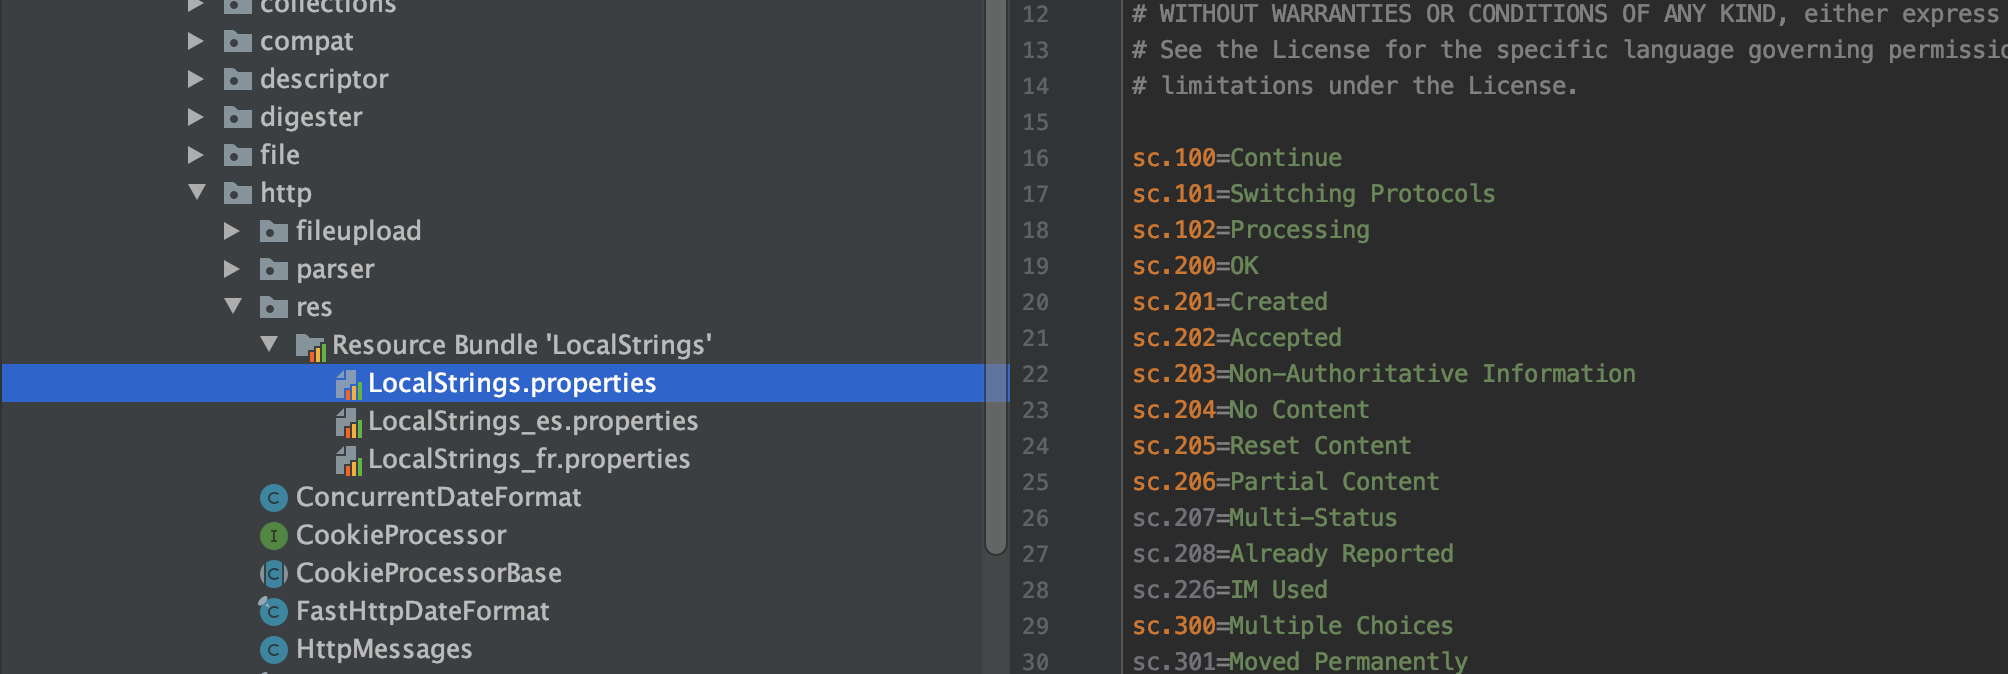 collections
compat
descriptor
digester
file
http
fileupload
parser
res
Resource Bundle 'LocalStrings'
LocalStrings.properties
LocalStrings_es.properties
LocalStrings_fr.properties
C ConcurrentDateFormat
I CookieProcessor
C CookieProcessorBase
C FastHttpDateFormat
C HttpMessages
12 # WITHOUT WARRANTIES OR CONDITIONS OF ANY KIND, either express
13 # See the License for the specific language governing permissio
14 # limitations under the License.
15
16 sc.100=Continue
17 sc.101=Switching Protocols
18 sc.102=Processing
19 sc.200=OK
20 sc.201=Created
21 sc.202=Accepted
22 sc.203=Non-Authoritative Information
23 sc.204=No Content
24 sc.205=Reset Content
25 sc.206=Partial Content
26 sc.207=Multi-Status
27 sc.208=Already Reported
28 sc.226=IM Used
29 sc.300=Multiple Choices
30 sc.301=Moved Permanently